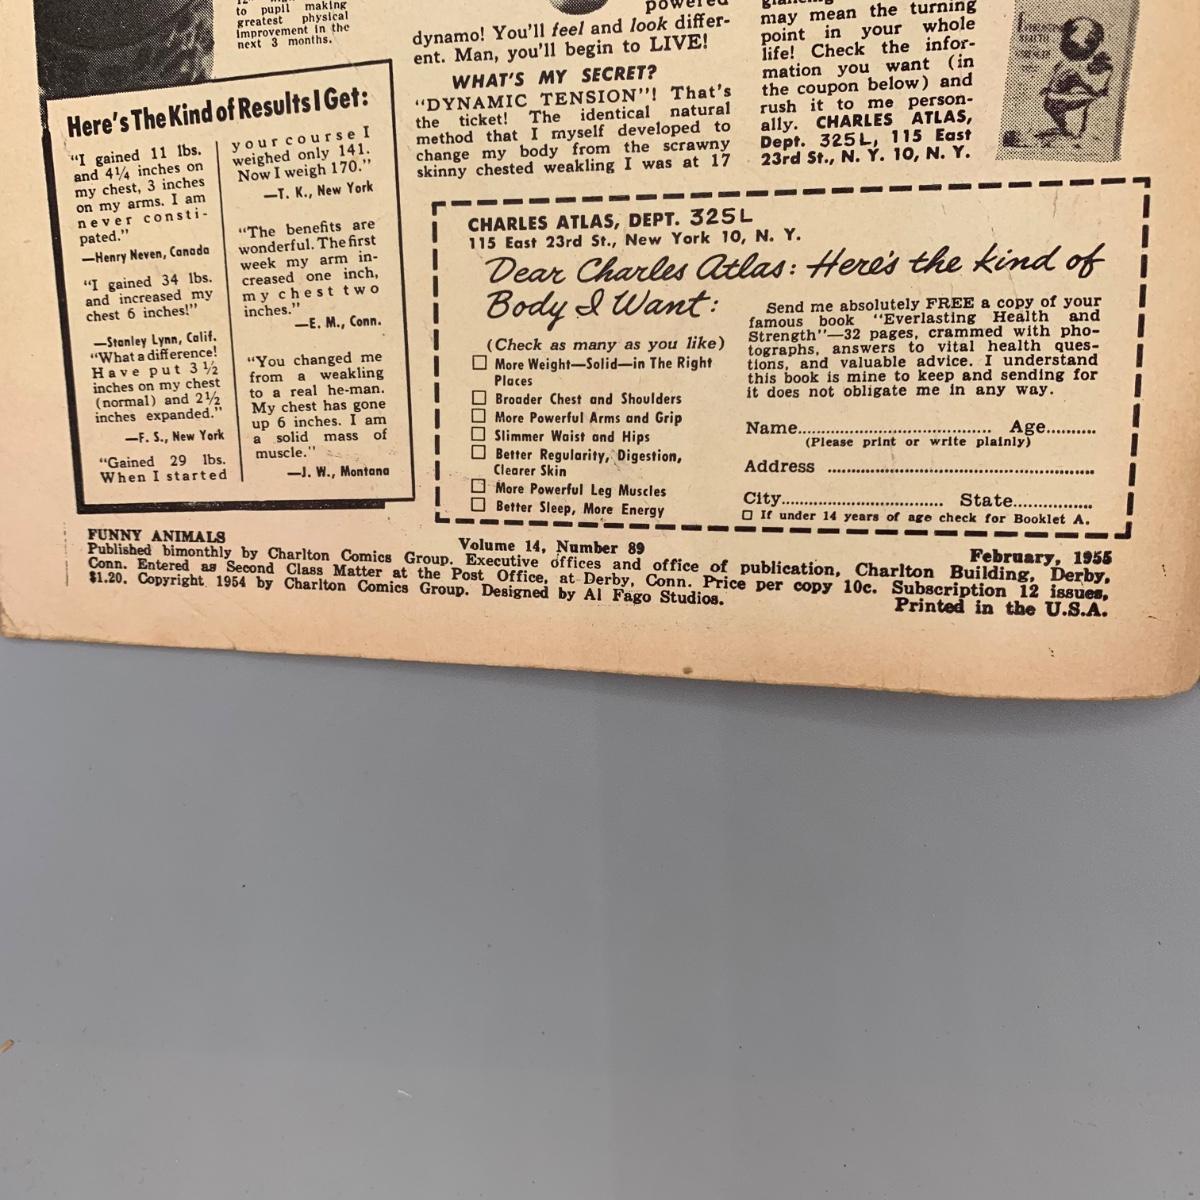 to pupil making
greatest physical
improvement in the
next 3 months.
Here's The Kind of Results I Get:
"I gained 11 lbs.
and 4¼ inches on
my chest, 3 inches
on my arms. I am
never consti-
pated."
—Henry Neven, Canada
"I gained 34 lbs.
and increased my
chest 6 inches!"
—Stanley Lynn, Calif.
"What a difference!
Have put 3½
inches on my chest
(normal) and 2½
inches expanded."
—F. S., New York
"Gained 29 lbs.
When I started
your course I
weighed only 141.
Now I weigh 170."
—T. K., New York
"The benefits are
wonderful. The first
week my arm in-
creased one inch,
my chest two
inches."
—E. M., Conn.
"You changed me
from a weakling
to a real he-man.
My chest has gone
up 6 inches. I am
a solid mass of
muscle."
—J. W., Montana
powered
dynamo! You'll feel and look differ-
ent. Man, you'll begin to LIVE!
WHAT'S MY SECRET?
"DYNAMIC TENSION"! That's
the ticket! The identical natural
method that I myself developed to
change my body from the scrawny
skinny chested weakling I was at 17
may mean the turning
point in your whole
life! Check the infor-
mation you want (in
the coupon below) and
rush it to me person-
ally. CHARLES ATLAS,
Dept. 325L, 115 East
23rd St., N. Y. 10, N. Y.
CHARLES ATLAS, DEPT. 325L
115 East 23rd St., New York 10, N. Y.
Dear Charles Atlas: Here's the kind of
Body I Want:
(Check as many as you like)
☐ More Weight—Solid—in The Right
Places
☐ Broader Chest and Shoulders
☐ More Powerful Arms and Grip
☐ Slimmer Waist and Hips
☐ Better Regularity, Digestion,
Clearer Skin
☐ More Powerful Leg Muscles
☐ Better Sleep, More Energy
Send me absolutely FREE a copy of your
famous book "Everlasting Health and
Strength"—32 pages, crammed with pho-
tographs, answers to vital health ques-
tions, and valuable advice. I understand
this book is mine to keep and sending for
it does not obligate me in any way.
Name.................................... Age..........
(Please print or write plainly)
Address ..................................................
City.............................. State...............
☐ If under 14 years of age check for Booklet A.
FUNNY ANIMALS Volume 14, Number 89 February, 1955
Published bimonthly by Charlton Comics Group. Executive offices and office of publication, Charlton Building, Derby,
Conn. Entered as Second Class Matter at the Post Office, at Derby, Conn. Price per copy 10c. Subscription 12 issues,
$1.20. Copyright 1954 by Charlton Comics Group. Designed by Al Fago Studios.
Printed in the U.S.A.